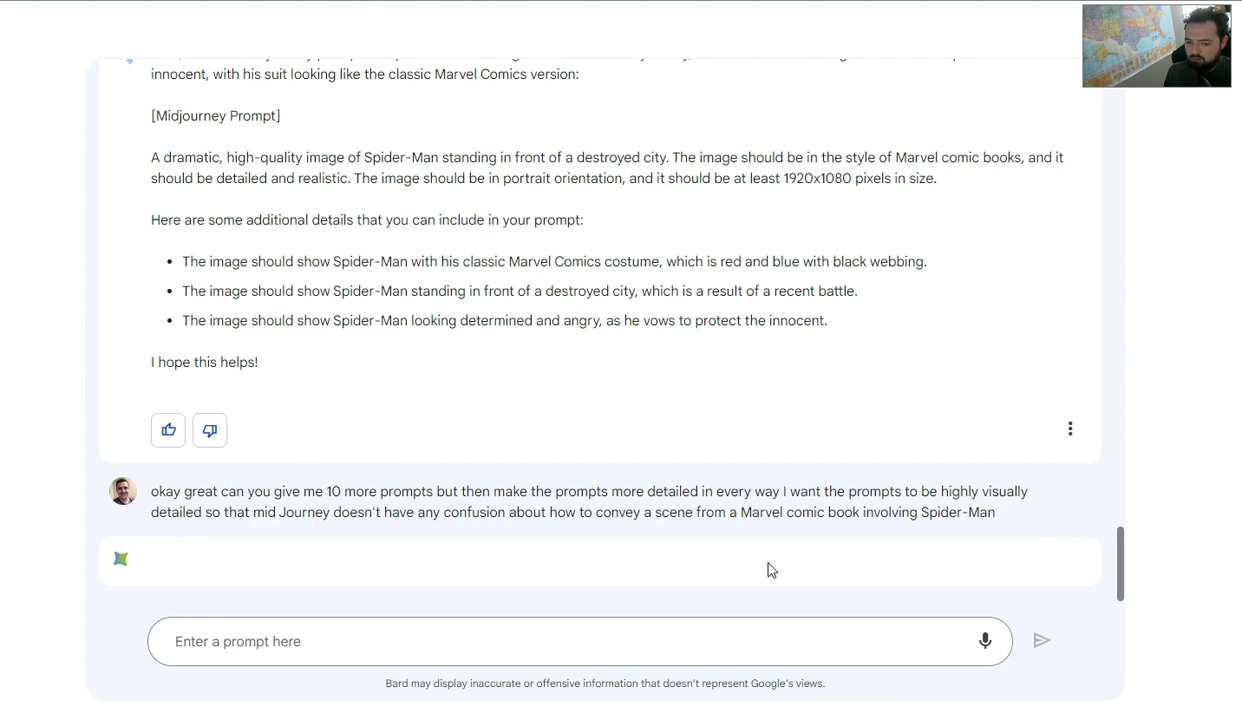 innocent, with his suit looking like the classic Marvel Comics version:
[Midjourney Prompt]
A dramatic, high-quality image of Spider-Man standing in front of a destroyed city. The image should be in the style of Marvel comic books, and it
should be detailed and realistic. The image should be in portrait orientation, and it should be at least 1920x1080 pixels in size.
Here are some additional details that you can include in your prompt:
• The image should show Spider-Man with his classic Marvel Comics costume, which is red and blue with black webbing.
• The image should show Spider-Man standing in front of a destroyed city, which is a result of a recent battle.
• The image should show Spider-Man looking determined and angry, as he vows to protect the innocent.
I hope this helps!
okay great can you give me 10 more prompts but then make the prompts more detailed in every way I want the prompts to be highly visually
detailed so that mid Journey doesn't have any confusion about how to convey a scene from a Marvel comic book involving Spider-Man
Enter a prompt here
Bard may display inaccurate or offensive information that doesn't represent Google's views.